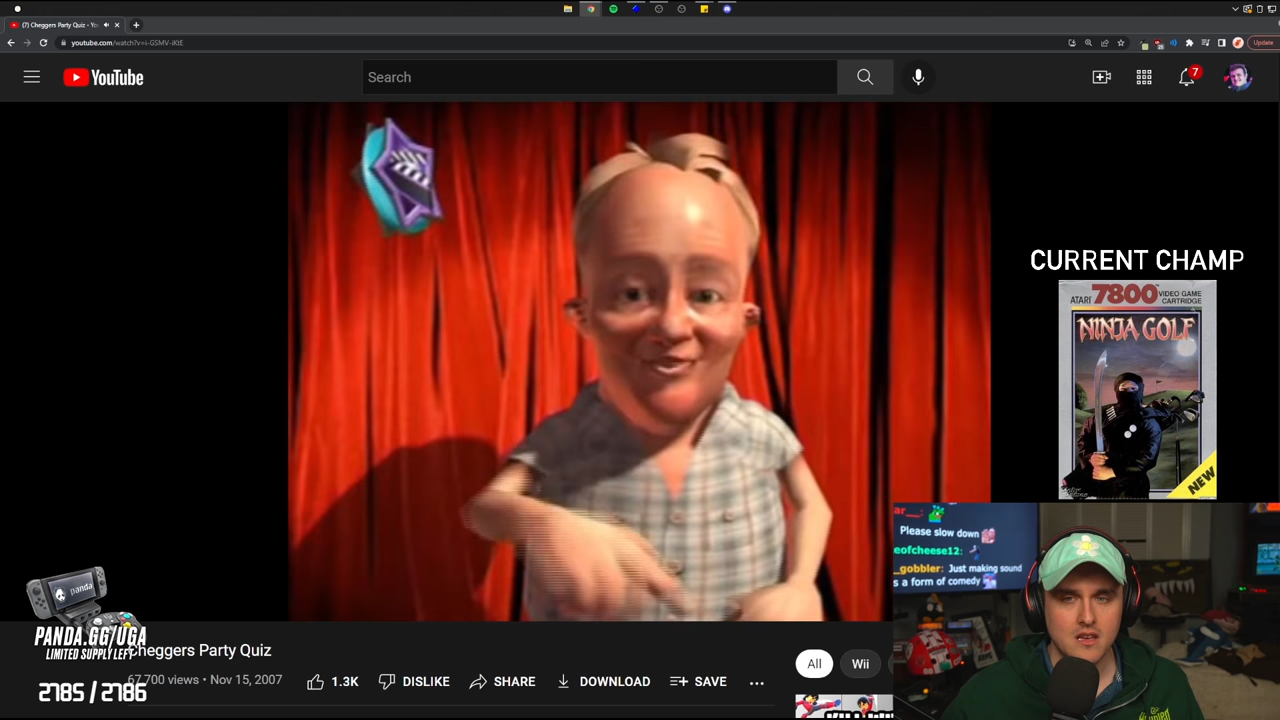 (7) Cheggers Party Quiz - Yo
youtube.com/watch?v=i-GSMV-iKtE
Update
YouTube
Search
7
CURRENT CHAMP
ATARI 7800 VIDEO GAME CARTRIDGE
NINJA GOLF
NEW
ar__:
Please slow down
eofcheese12:
_gobbler: Just making sound
s a form of comedy
panda
PANDA.GG/UGA
LIMITED SUPPLY LEFT
2785 / 2786
Cheggers Party Quiz
67,700 views • Nov 15, 2007
1.3K
DISLIKE
SHARE
DOWNLOAD
SAVE
All
Wii